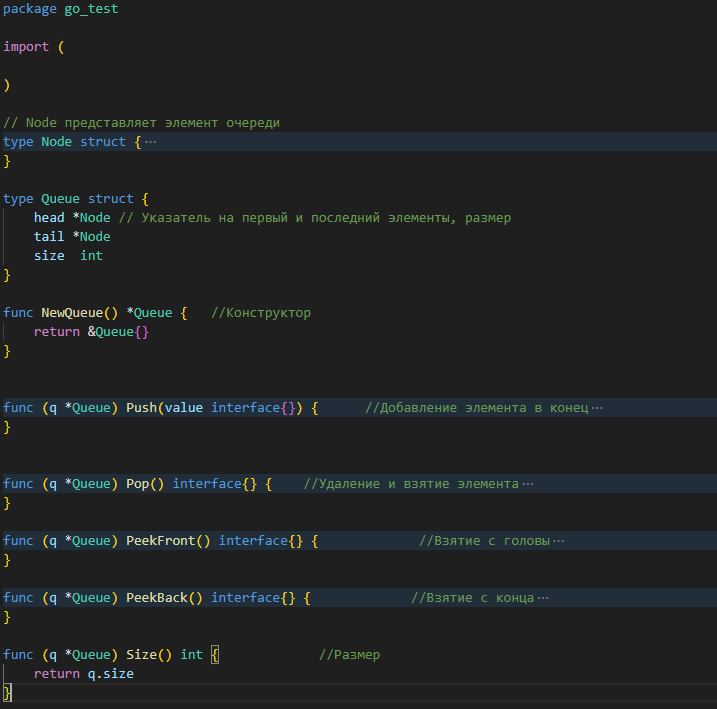 package go_test
import (
)
// Node представляет элемент очереди
type Node struct {···
}
type Queue struct {
head *Node // Указатель на первый и последний элементы, размер
tail *Node
size  int
}
func NewQueue() *Queue {   //Конструктор
return &Queue{}
}
func (q *Queue) Push(value interface{}) {      //Добавление элемента в конец···
}
func (q *Queue) Pop() interface{} {    //Удаление и взятие элемента···
}
func (q *Queue) PeekFront() interface{} {             //Взятие с головы···
}
func (q *Queue) PeekBack() interface{} {             //Взятие с конца···
}
func (q *Queue) Size() int {             //Размер
return q.size
}